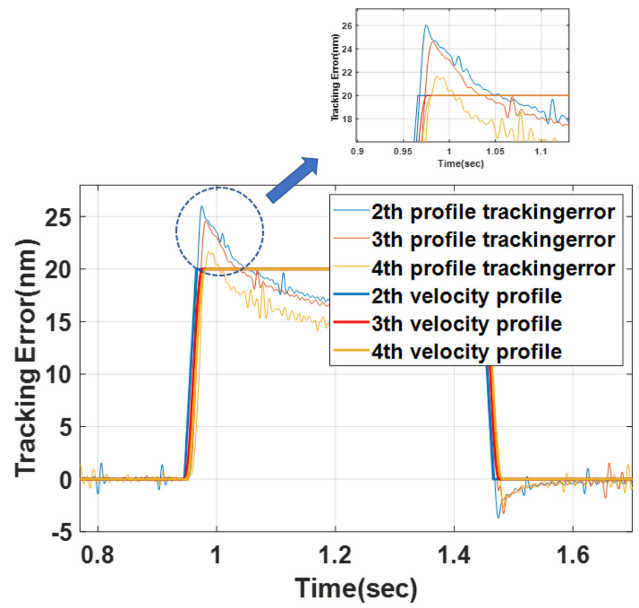 26
24
22
20
18
Tracking Error(nm)
0.9
0.95
1
1.05
1.1
Time(sec)
25
20
15
10
5
0
-5
Tracking Error(nm)
2th profile trackingerror
3th profile trackingerror
4th profile trackingerror
2th velocity profile
3th velocity profile
4th velocity profile
0.8
1
1.2
1.4
1.6
Time(sec)